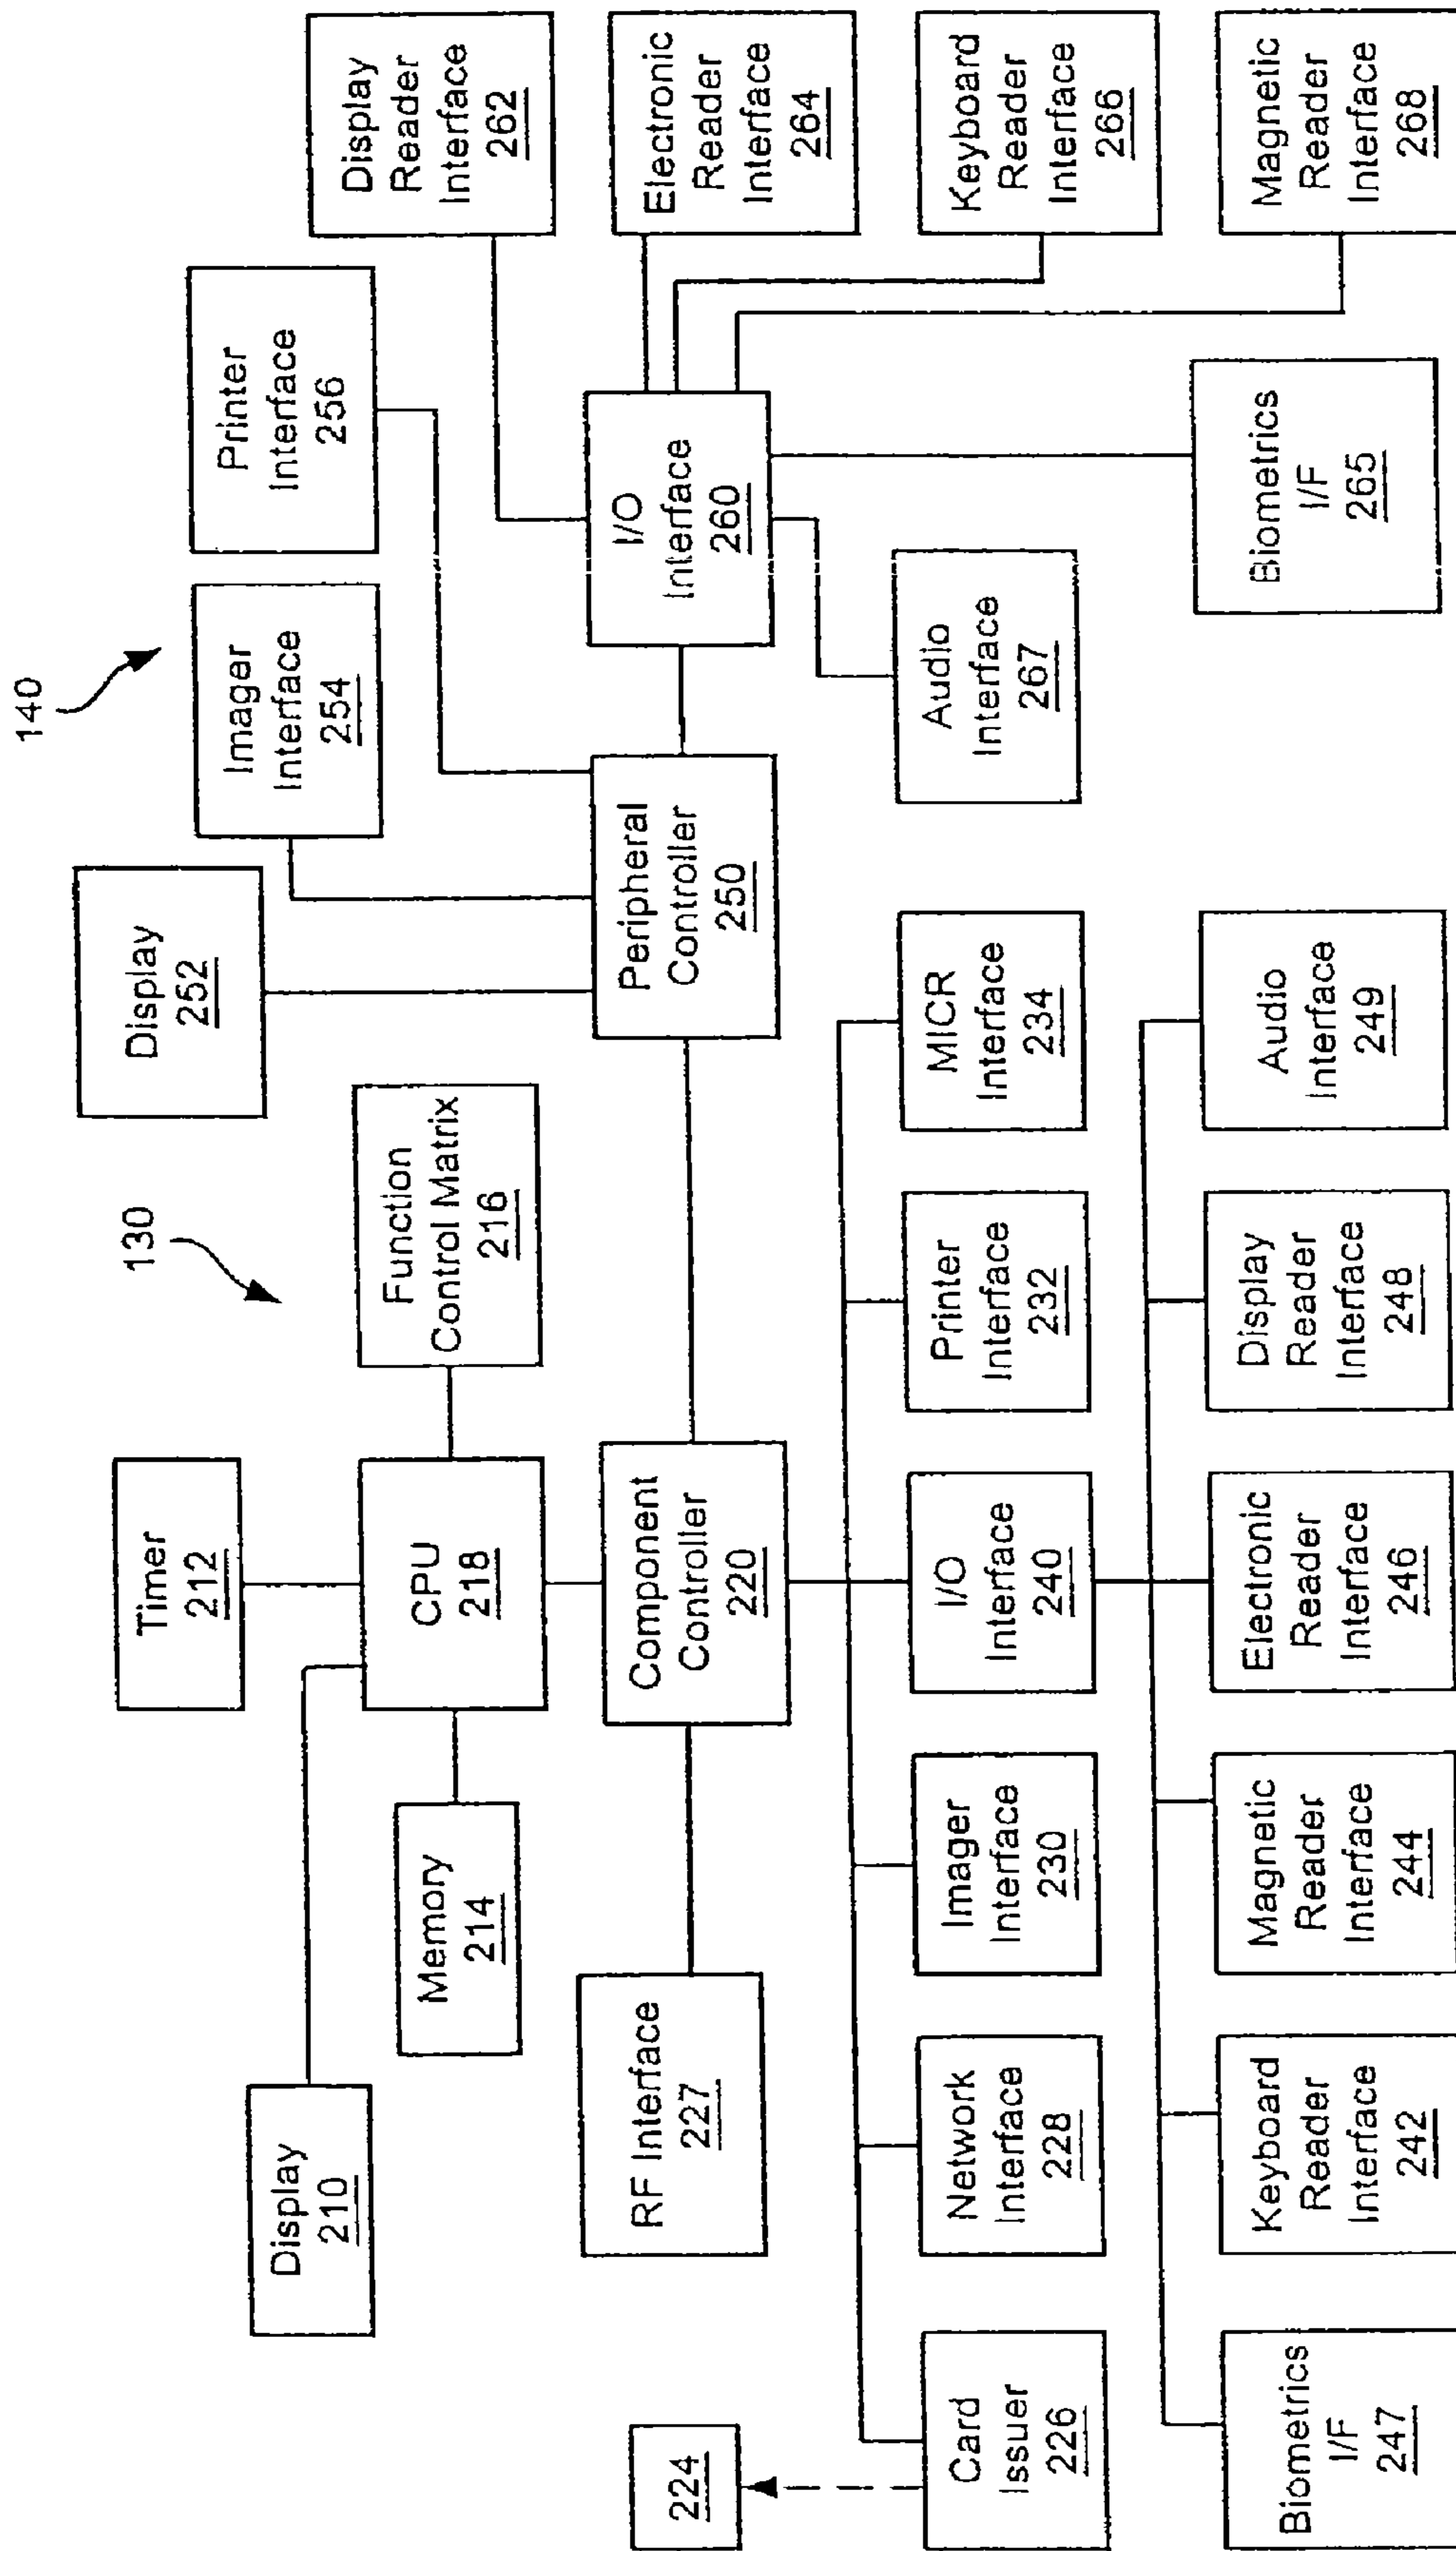 140
130
Display
252
Imager
Interface
254
Printer
Interface
256
Display
Reader
Interface
262
Timer
212
Display
210
Memory
214
CPU
218
Function
Control Matrix
216
RF Interface
227
Component
Controller
220
Peripheral
Controller
250
I/O
Interface
260
Electronic
Reader
Interface
264
224
Card
Issuer
226
Network
Interface
228
Imager
Interface
230
I/O
Interface
240
Printer
Interface
232
MICR
Interface
234
Audio
Interface
267
Keyboard
Reader
Interface
266
Biometrics
I/F
247
Keyboard
Reader
Interface
242
Magnetic
Reader
Interface
244
Electronic
Reader
Interface
246
Display
Reader
Interface
248
Audio
Interface
249
Biometrics
I/F
265
Magnetic
Reader
Interface
268